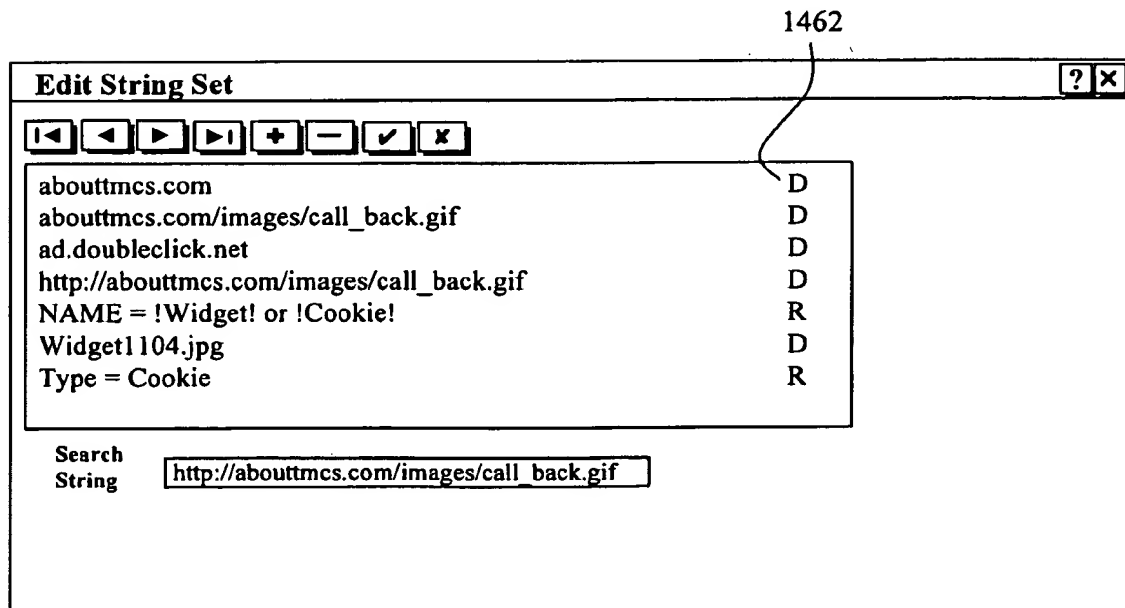 1462
Edit String Set ? ×
abouttmcs.com D
abouttmcs.com/images/call_back.gif D
ad.doubleclick.net D
http://abouttmcs.com/images/call_back.gif D
NAME = !Widget! or !Cookie! R
Widget1104.jpg D
Type = Cookie R
Search
String http://abouttmcs.com/images/call_back.gif